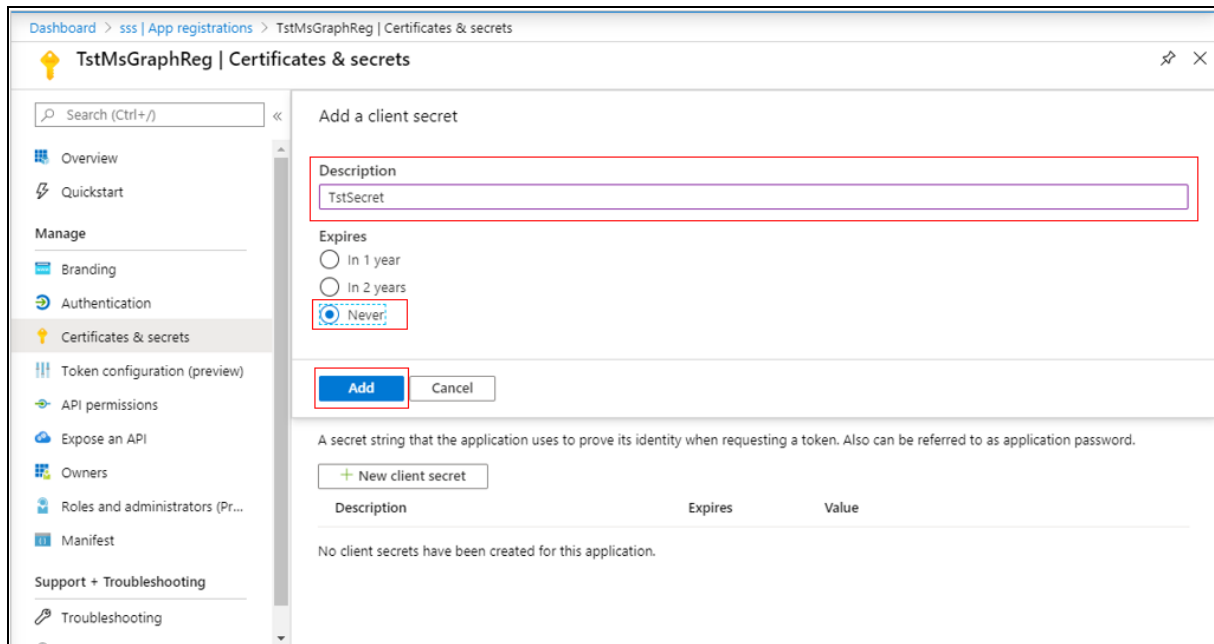 Dashboard > sss | App registrations > TstMsGraphReg | Certificates & secrets
TstMsGraphReg | Certificates & secrets
Search (Ctrl+/)
«
Overview
Quickstart
Manage
Branding
Authentication
Certificates & secrets
Token configuration (preview)
API permissions
Expose an API
Owners
Roles and administrators (Pr...
Manifest
Support + Troubleshooting
Troubleshooting
Add a client secret
Description
TstSecret
Expires
In 1 year
In 2 years
Never
Add Cancel
A secret string that the application uses to prove its identity when requesting a token. Also can be referred to as application password.
+ New client secret
Description Expires Value
No client secrets have been created for this application.